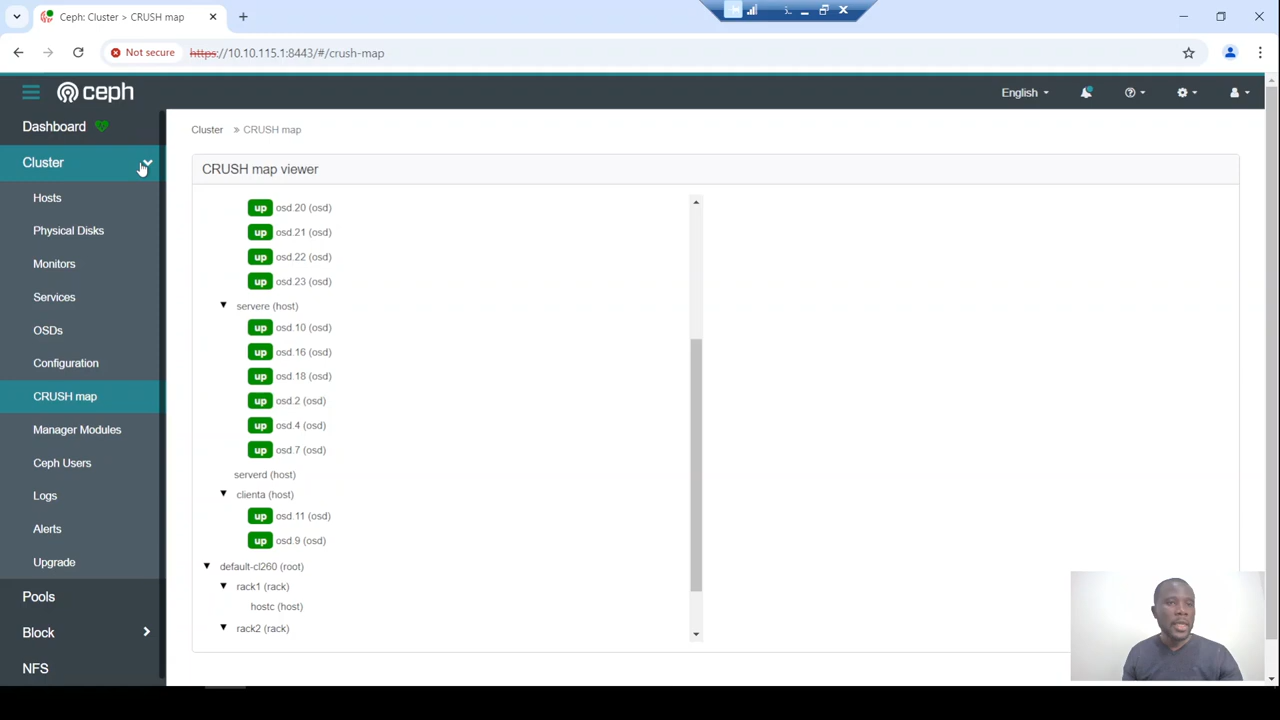 Ceph: Cluster > CRUSH map
Not secure
https://10.10.115.1:8443/#/crush-map
ceph
English
Dashboard
Cluster
Hosts
Physical Disks
Monitors
Services
OSDs
Configuration
CRUSH map
Manager Modules
Ceph Users
Logs
Alerts
Upgrade
Pools
Block
NFS
Cluster » CRUSH map
CRUSH map viewer
up osd.20 (osd)
up osd.21 (osd)
up osd.22 (osd)
up osd.23 (osd)
servere (host)
up osd.10 (osd)
up osd.16 (osd)
up osd.18 (osd)
up osd.2 (osd)
up osd.4 (osd)
up osd.7 (osd)
serverd (host)
clienta (host)
up osd.11 (osd)
up osd.9 (osd)
default-cl260 (root)
rack1 (rack)
hostc (host)
rack2 (rack)